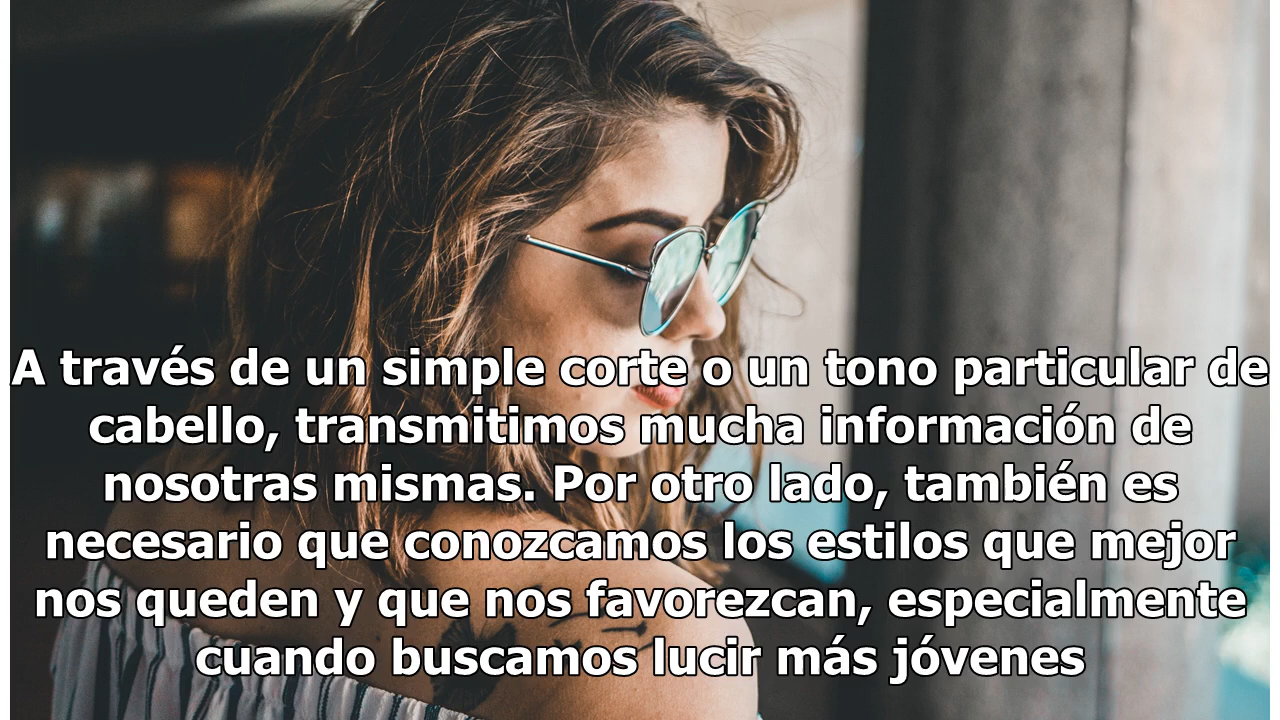 A través de un simple corte o un tono particular de
cabello, transmitimos mucha información de
nosotras mismas. Por otro lado, también es
necesario que conozcamos los estilos que mejor
nos queden y que nos favorezcan, especialmente
cuando buscamos lucir más jóvenes